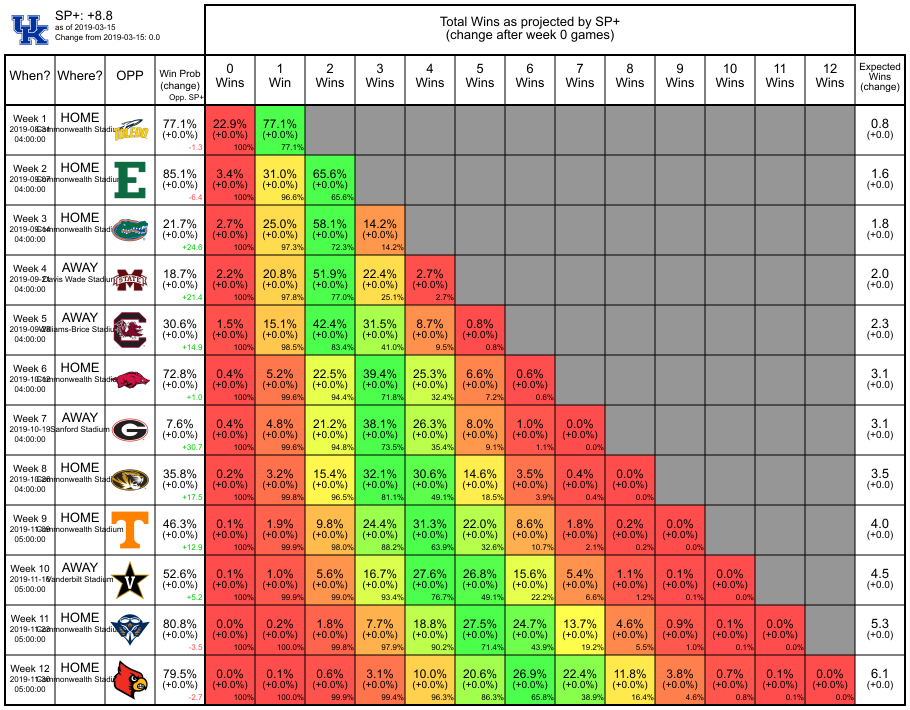 SP+: +8.8
as of 2019-03-15
Change from 2019-03-15: 0.0
Total Wins as projected by SP+
(change after week 0 games)
When? Where? OPP Win Prob (change) Opp. SP+ 0 Wins 1 Win 2 Wins 3 Wins 4 Wins 5 Wins 6 Wins 7 Wins 8 Wins 9 Wins 10 Wins 11 Wins 12 Wins Expected Wins (change)
Week 1 HOME 77.1% 22.9% 77.1% 0.8
Commonwealth Stadium TOLEDO (+0.0%) (+0.0%) (+0.0%) (+0.0)
04:00:00 -1.3 100% 77.1%
Week 2 HOME E 85.1% 3.4% 31.0% 65.6% 1.6
Commonwealth Stadium (+0.0%) (+0.0%) (+0.0%) (+0.0%) (+0.0)
04:00:00 -6.4 100% 96.6% 65.6%
Week 3 HOME 21.7% 2.7% 25.0% 58.1% 14.2% 1.8
Commonwealth Stadium (+0.0%) (+0.0%) (+0.0%) (+0.0%) (+0.0%) (+0.0)
04:00:00 +24.6 100% 97.3% 72.3% 14.2%
Week 4 AWAY 18.7% 2.2% 20.8% 51.9% 22.4% 2.7% 2.0
Davis Wade Stadium STATE (+0.0%) (+0.0%) (+0.0%) (+0.0%) (+0.0%) (+0.0%) (+0.0)
04:00:00 +21.4 100% 97.8% 77.0% 25.1% 2.7%
Week 5 AWAY 30.6% 1.5% 15.1% 42.4% 31.5% 8.7% 0.8% 2.3
Williams-Brice Stadium (+0.0%) (+0.0%) (+0.0%) (+0.0%) (+0.0%) (+0.0%) (+0.0%) (+0.0)
04:00:00 +14.9 100% 98.5% 83.4% 41.0% 9.5% 0.8%
Week 6 HOME 72.8% 0.4% 5.2% 22.5% 39.4% 25.3% 6.6% 0.6% 3.1
Commonwealth Stadium (+0.0%) (+0.0%) (+0.0%) (+0.0%) (+0.0%) (+0.0%) (+0.0%) (+0.0%) (+0.0)
04:00:00 +1.0 100% 99.6% 94.4% 71.8% 32.4% 7.2% 0.6%
Week 7 AWAY G 7.6% 0.4% 4.8% 21.2% 38.1% 26.3% 8.0% 1.0% 0.0% 3.1
2019-10-19 Sanford Stadium (+0.0%) (+0.0%) (+0.0%) (+0.0%) (+0.0%) (+0.0%) (+0.0%) (+0.0%) (+0.0%) (+0.0)
04:00:00 +30.7 100% 99.6% 94.8% 73.5% 35.4% 9.1% 1.1% 0.0%
Week 8 HOME 35.8% 0.2% 3.2% 15.4% 32.1% 30.6% 14.6% 3.5% 0.4% 0.0% 3.5
Commonwealth Stadium (+0.0%) (+0.0%) (+0.0%) (+0.0%) (+0.0%) (+0.0%) (+0.0%) (+0.0%) (+0.0%) (+0.0%) (+0.0)
04:00:00 +17.5 100% 99.8% 96.5% 81.1% 49.1% 18.5% 3.9% 0.4% 0.0%
Week 9 HOME T 46.3% 0.1% 1.9% 9.8% 24.4% 31.3% 22.0% 8.6% 1.8% 0.2% 0.0% 4.0
Commonwealth Stadium (+0.0%) (+0.0%) (+0.0%) (+0.0%) (+0.0%) (+0.0%) (+0.0%) (+0.0%) (+0.0%) (+0.0%) (+0.0%) (+0.0)
05:00:00 +12.9 100% 99.9% 98.0% 88.2% 63.9% 32.6% 10.7% 2.1% 0.2% 0.0%
Week 10 AWAY V 52.6% 0.1% 1.0% 5.6% 16.7% 27.6% 26.8% 15.6% 5.4% 1.1% 0.1% 0.0% 4.5
2019-11-16 Vanderbilt Stadium (+0.0%) (+0.0%) (+0.0%) (+0.0%) (+0.0%) (+0.0%) (+0.0%) (+0.0%) (+0.0%) (+0.0%) (+0.0%) (+0.0%) (+0.0)
05:00:00 +5.2 100% 99.9% 99.0% 93.4% 76.7% 49.1% 22.2% 6.6% 1.2% 0.1% 0.0%
Week 11 HOME 80.8% 0.0% 0.2% 1.8% 7.7% 18.8% 27.5% 24.7% 13.7% 4.6% 0.9% 0.1% 0.0% 5.3
Commonwealth Stadium (+0.0%) (+0.0%) (+0.0%) (+0.0%) (+0.0%) (+0.0%) (+0.0%) (+0.0%) (+0.0%) (+0.0%) (+0.0%) (+0.0%) (+0.0%) (+0.0)
05:00:00 -3.5 100% 100.0% 99.8% 97.9% 90.2% 71.4% 43.9% 19.2% 5.5% 1.0% 0.1% 0.0%
Week 12 HOME 79.5% 0.0% 0.1% 0.6% 3.1% 10.0% 20.6% 26.9% 22.4% 11.8% 3.8% 0.7% 0.1% 0.0% 6.1
Commonwealth Stadium (+0.0%) (+0.0%) (+0.0%) (+0.0%) (+0.0%) (+0.0%) (+0.0%) (+0.0%) (+0.0%) (+0.0%) (+0.0%) (+0.0%) (+0.0%) (+0.0%) (+0.0)
05:00:00 -2.7 100% 100.0% 99.9% 99.4% 96.3% 86.3% 65.8% 38.9% 16.4% 4.6% 0.8% 0.1% 0.0%